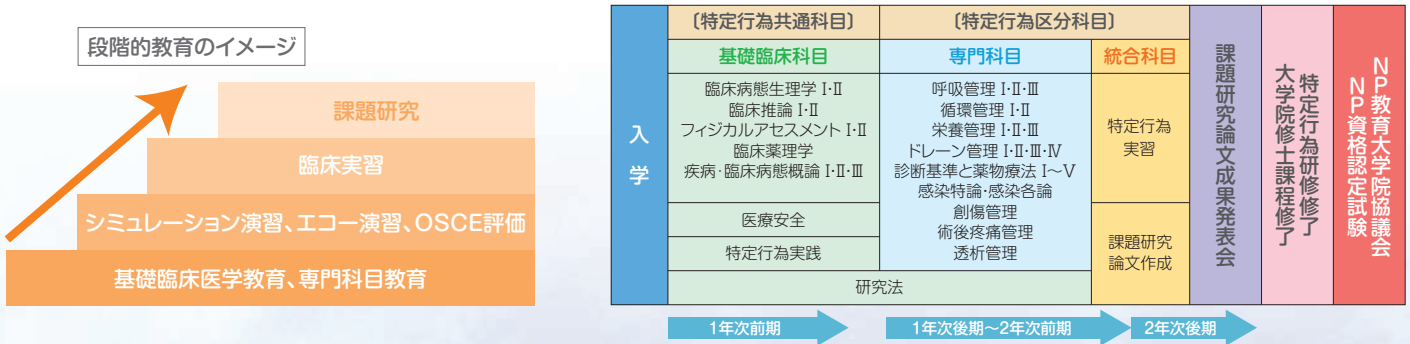 段階的教育のイメージ
課題研究
臨床実習
シミュレーション演習、エコー演習、OSCE評価
基礎臨床医学教育、専門科目教育
入学
〔特定行為共通科目〕
基礎臨床科目
臨床病態生理学 Ⅰ・Ⅱ
臨床推論 Ⅰ・Ⅱ
フィジカルアセスメント Ⅰ・Ⅱ
臨床薬理学
疾病・臨床病態概論 Ⅰ・Ⅱ・Ⅲ
医療安全
特定行為実践
〔特定行為区分科目〕
専門科目
呼吸管理 Ⅰ・Ⅱ・Ⅲ
循環管理 Ⅰ・Ⅱ
栄養管理 Ⅰ・Ⅱ・Ⅲ
ドレーン管理 Ⅰ・Ⅱ・Ⅲ・Ⅳ
診断基準と薬物療法 Ⅰ～Ⅴ
感染特論・感染各論
創傷管理
術後疼痛管理
透析管理
統合科目
特定行為
実習
課題研究
論文作成
研究法
課題研究論文成果発表会
特定行為研修修了
大学院修士課程修了
NP教育大学院協議会
NP資格認定試験
1年次前期
1年次後期～2年次前期
2年次後期